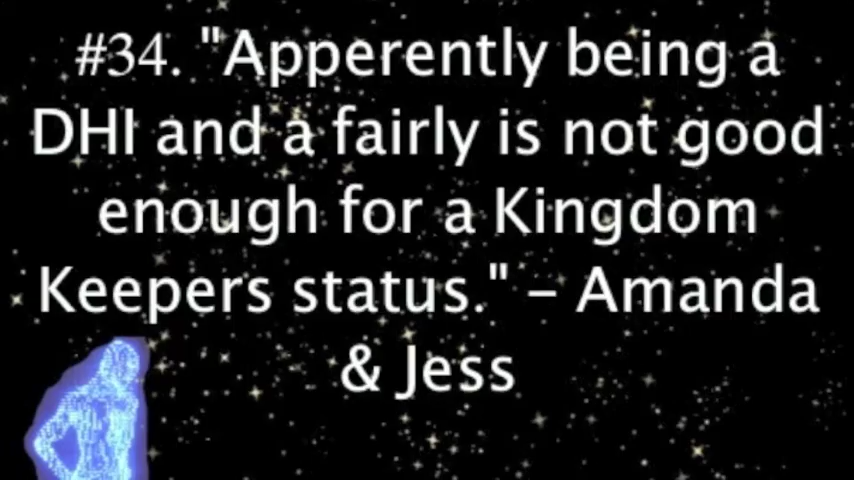 #34. "Apperently being a
DHI and a fairly is not good
enough for a Kingdom
Keepers status." – Amanda
& Jess